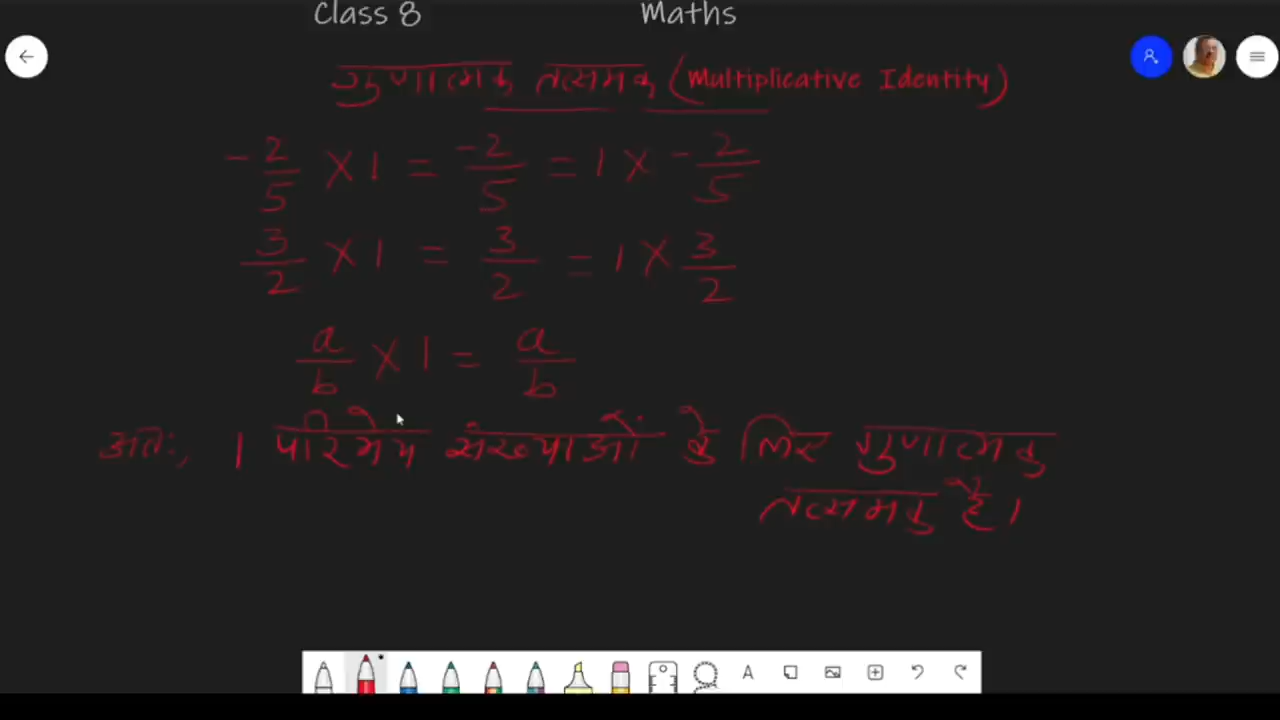 Class 8 Maths
गुणात्मक तत्समक (Multiplicative Identity)
-2/5 X 1 = -2/5 = 1 X -2/5
3/2 X 1 = 3/2 = 1 X 3/2
a/b X 1 = a/b
अतः, 1 परिमेय संख्याओं के लिए गुणात्मक
तत्समक है।
A